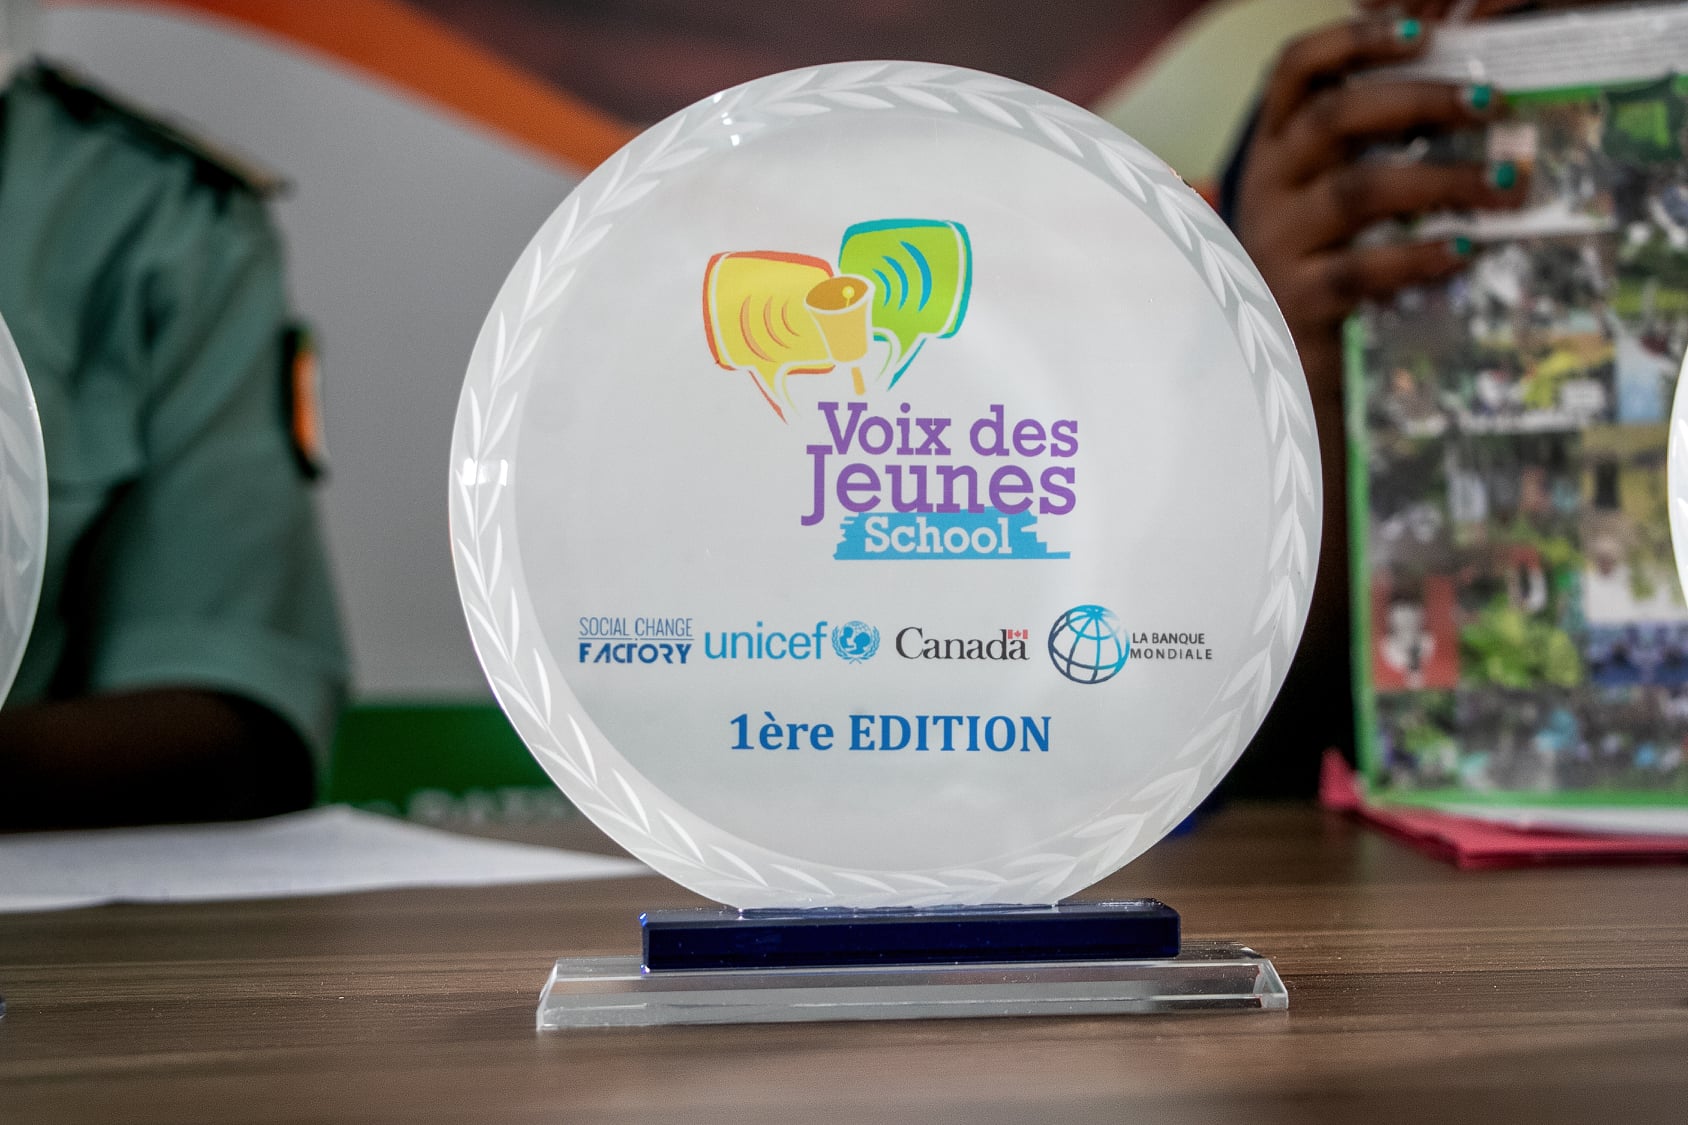 Voix des
Jeunes
School
SOCIAL CHANGE
FACTORY
unicef
Canada
LA BANQUE
MONDIALE
1ère EDITION